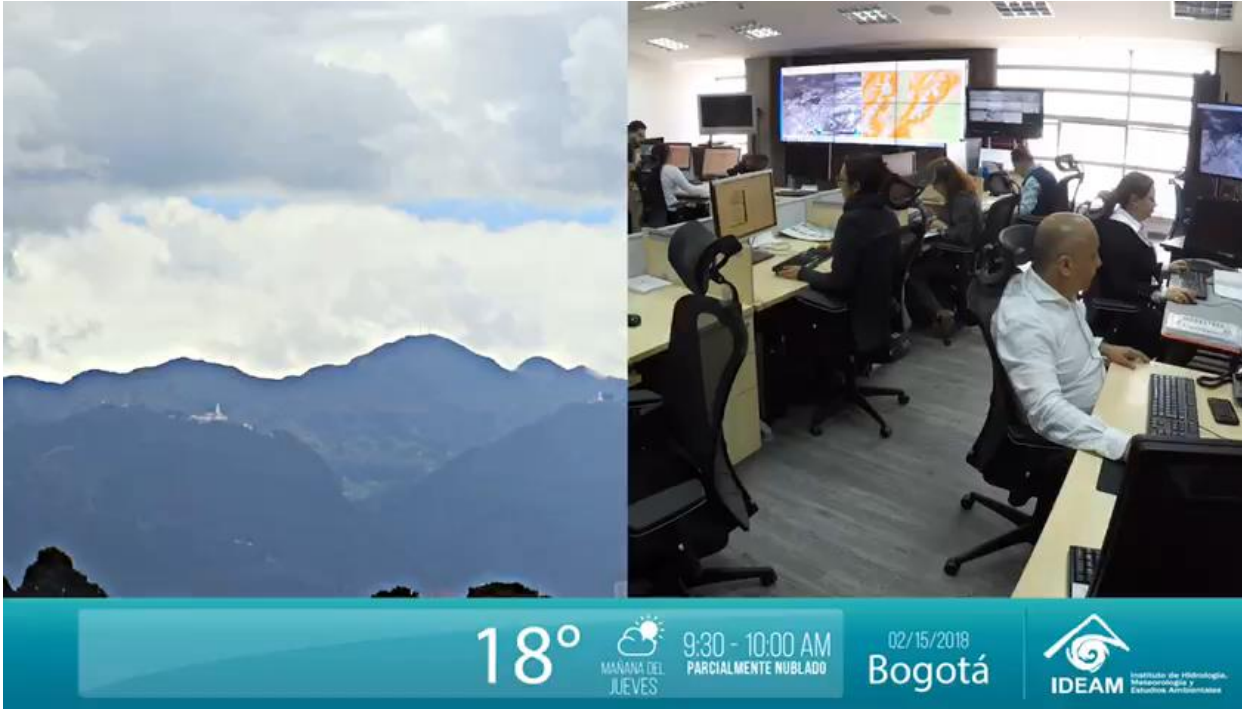 18°
MAÑANA DEL
JUEVES
9:30 - 10:00 AM
PARCIALMENTE NUBLADO
02/15/2018
Bogotá
IDEAM
Instituto de Hidrología,
Meteorología y
Estudios Ambientales